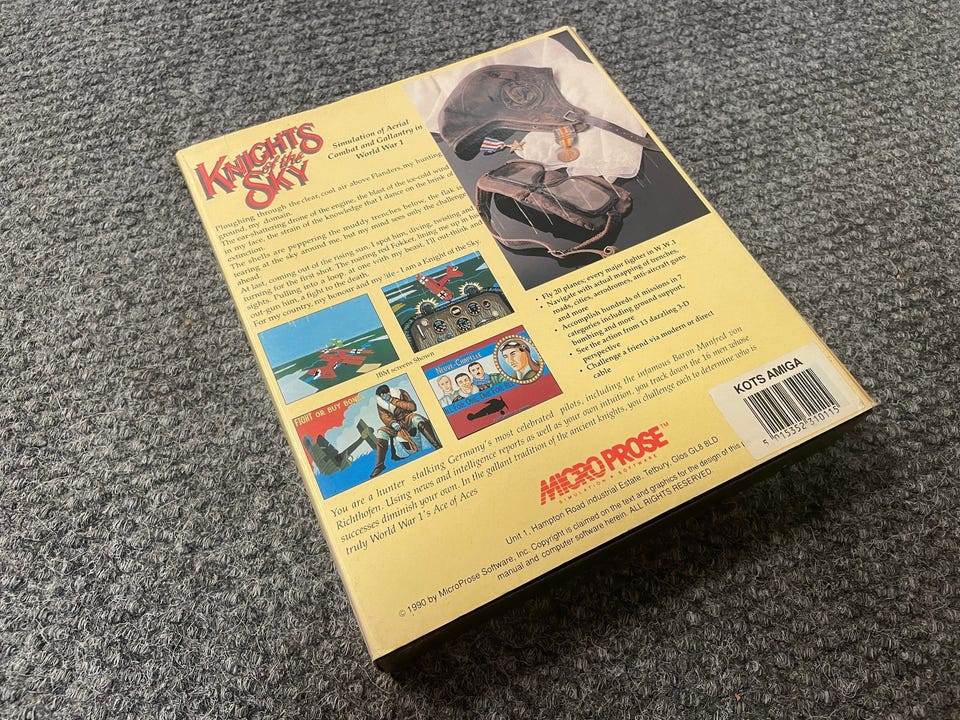 KNIGHTS
of the
SKY
Simulation of Aerial
Combat and Gallantry in
World War 1
Ploughing through the clear, cool air above Flanders, my hunting
ground, my domain.
The ear-shattering drone of the engine, the blast of the ice-cold wind
in my face, the strain of the knowledge that I dance on the brink of
extinction.
The shells are peppering the muddy trenches below, the flak is
tearing at the sky around me, but my mind sees only the challenge
ahead.
At last, coming out of the rising sun, I spot him, diving, twisting and
turning for the first shot. The roaring red Fokker, lining me up in his
sights. Pulling into a loop, at one with my beast, I'll out-think, and
out-gun, a fight to the death.
For my country, my honour and my life - I am a Knight of the Sky
IBM screens Shown
FIGHT OR BUY BONDS
NEUVE-CHAPELLE
• Fly 20 planes; every major fighter in W.W.1
• Navigate with actual mapping of trenches,
roads, cities, aerodromes, anti-aircraft guns
and more
• Accomplish hundreds of missions in 7
categories including ground support,
bombing and more
• See the action from 13 dazzling 3-D
perspective
• Challenge a friend via modem or direct
cable
You are a hunter stalking Germany's most celebrated pilots, including the infamous Baron Manfred von
Richthofen. Using news and intelligence reports as well as your own intuition, you track down the 16 men whose
successes diminish your own. In the gallant tradition of the ancient knights, you challenge each to determine who is
truly World War 1's Ace of Aces
KOTS AMIGA
5 015352 310115
MICROPROSE™
SIMULATION • SOFTWARE
Unit 1, Hampton Road Industrial Estate, Tetbury, Glos GL8 8LD
© 1990 by MicroProse Software, Inc. Copyright is claimed on the text and graphics for the design of this
manual and computer software herein. ALL RIGHTS RESERVED